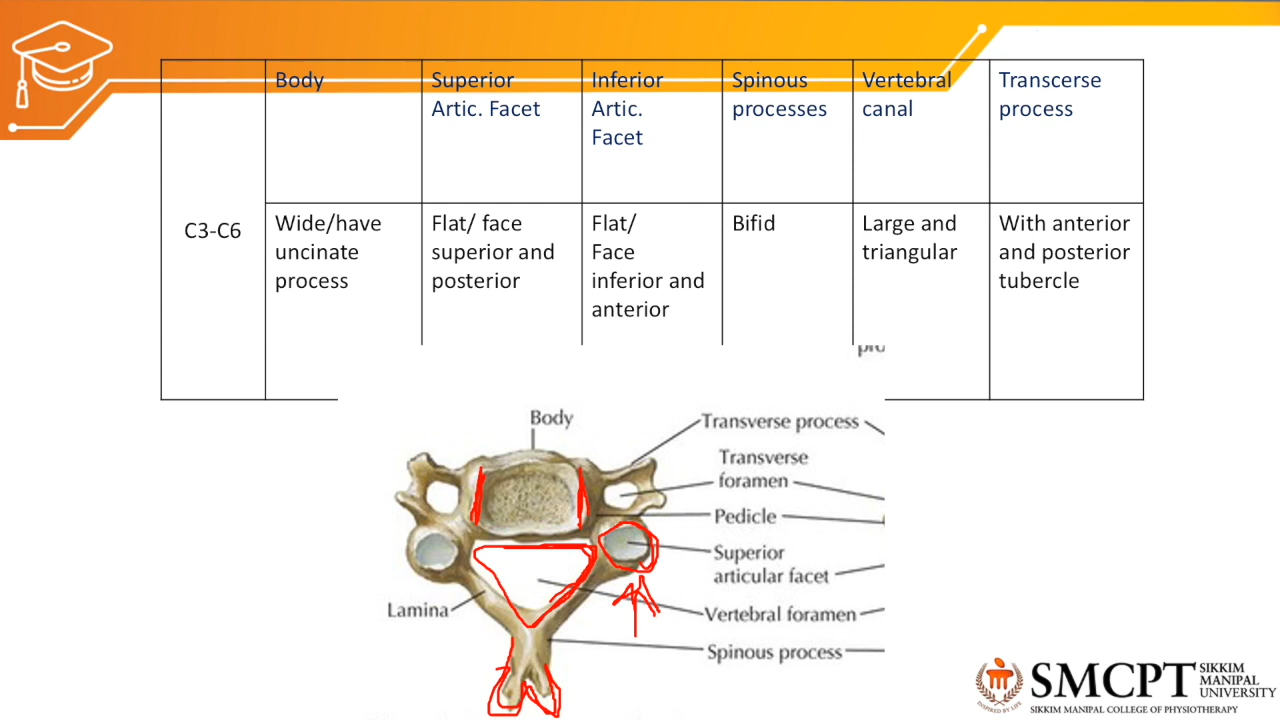 Body
Superior
Artic. Facet
Inferior
Artic.
Facet
Spinous
processes
Vertebral
canal
Transcerse
process
C3-C6
Wide/have
uncinate
process
Flat/ face
superior and
posterior
Flat/
Face
inferior and
anterior
Bifid
Large and
triangular
With anterior
and posterior
tubercle
Body
Transverse process
Transverse
foramen
Pedicle
Superior
articular facet
Lamina
Vertebral foramen
Spinous process
INSPIRED BY LIFE
SMCPT
SIKKIM
MANIPAL
UNIVERSITY
SIKKIM MANIPAL COLLEGE OF PHYSIOTHERAPY